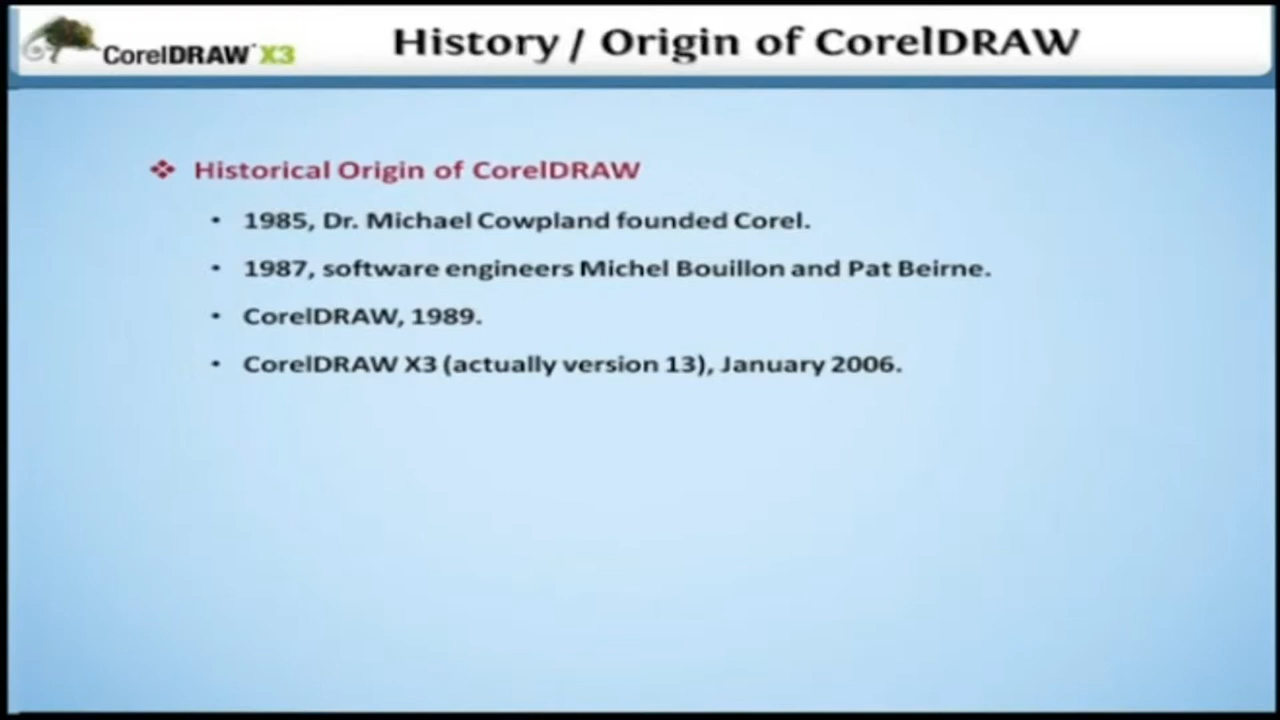 CorelDRAW X3
History / Origin of CorelDRAW
❖ Historical Origin of CorelDRAW
• 1985, Dr. Michael Cowpland founded Corel.
• 1987, software engineers Michel Bouillon and Pat Beirne.
• CorelDRAW, 1989.
• CorelDRAW X3 (actually version 13), January 2006.